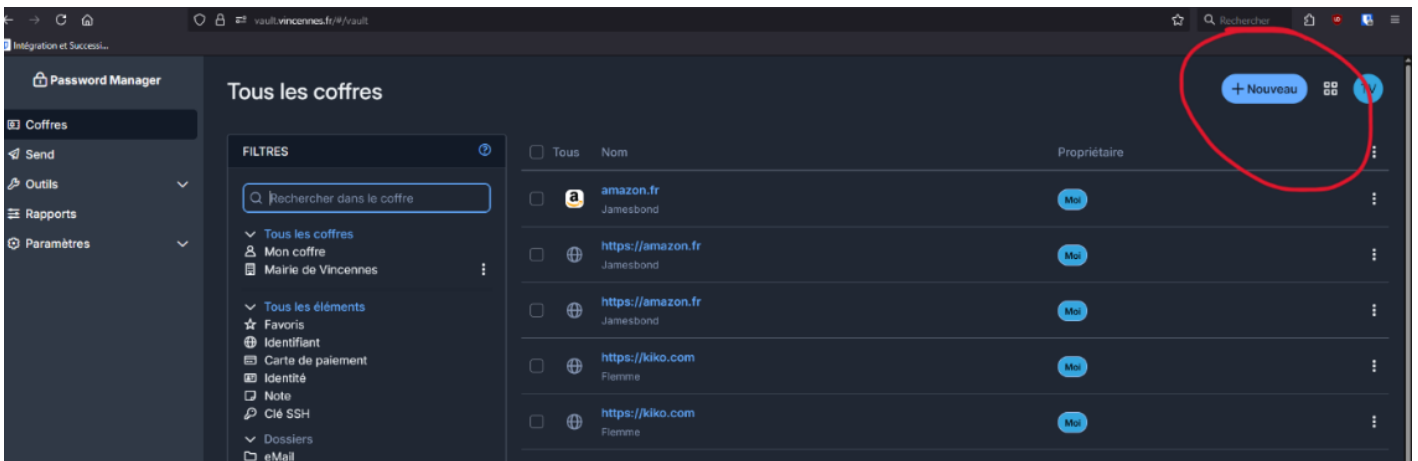 vault.vincennes.fr/#/vault
Rechercher
Intégration et Successi...
Password Manager
Coffres
Send
Outils
Rapports
Paramètres
Tous les coffres
+ Nouveau
FILTRES
Rechercher dans le coffre
Tous les coffres
Mon coffre
Mairie de Vincennes
Tous les éléments
Favoris
Identifiant
Carte de paiement
Identité
Note
Clé SSH
Dossiers
eMail
Tous Nom Propriétaire
amazon.fr
Jamesbond
Moi
https://amazon.fr
Jamesbond
Moi
https://amazon.fr
Jamesbond
Moi
https://kiko.com
Flemme
Moi
https://kiko.com
Flemme
Moi